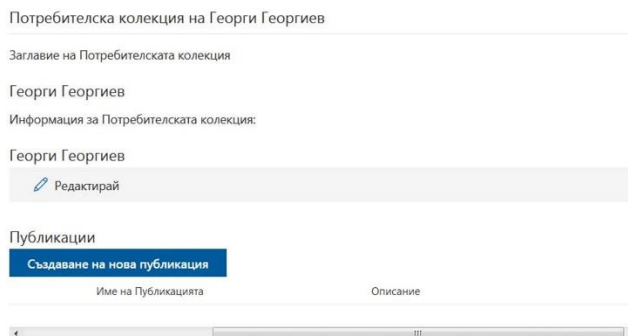 Потребителска колекция на Георги Георгиев
Заглавие на Потребителската колекция
Георги Георгиев
Информация за Потребителската колекция:
Георги Георгиев
Редактирай
Публикации
Създаване на нова публикация
Име на Публикацията Описание